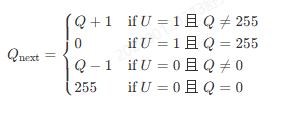 Q + 1 if U = 1 且 Q ≠ 255
0 if U = 1 且 Q = 255
Q_next =
Q − 1 if U = 0 且 Q ≠ 0
255 if U = 0 且 Q = 0